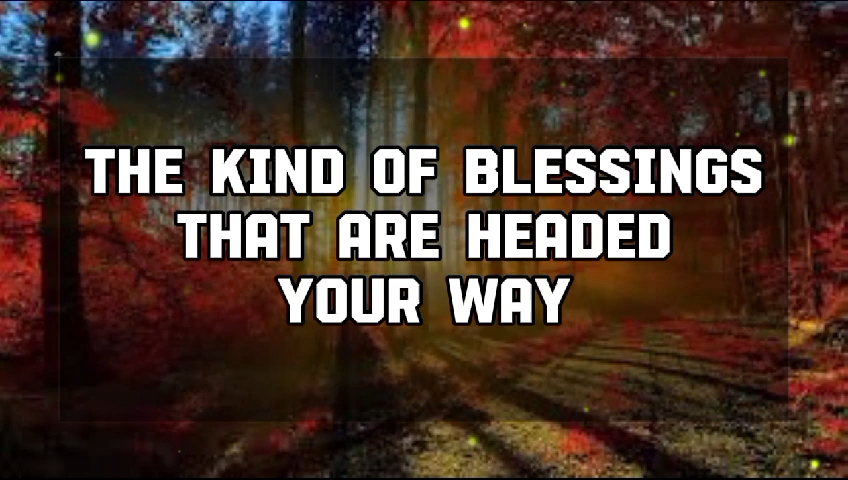 THE KIND OF BLESSINGS
THAT ARE HEADED
YOUR WAY